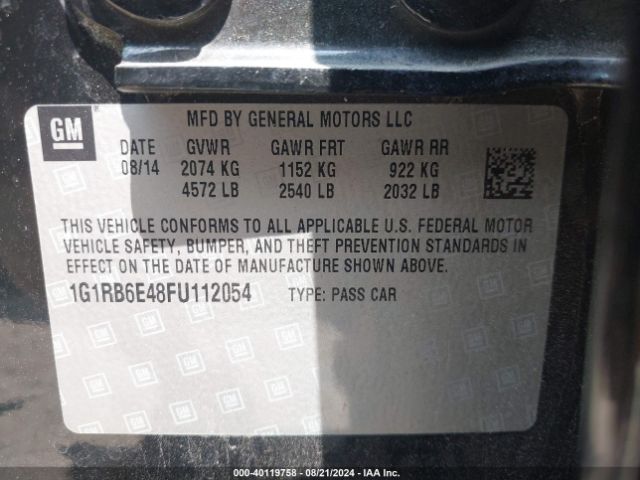 GM
MFD BY GENERAL MOTORS LLC
DATE GVWR GAWR FRT GAWR RR
08/14 2074 KG 1152 KG 922 KG
4572 LB 2540 LB 2032 LB
THIS VEHICLE CONFORMS TO ALL APPLICABLE U.S. FEDERAL MOTOR
VEHICLE SAFETY, BUMPER, AND THEFT PREVENTION STANDARDS IN
EFFECT ON THE DATE OF MANUFACTURE SHOWN ABOVE.
1G1RB6E48FU112054 TYPE: PASS CAR
000-40119758 - 08/21/2024 - IAA Inc.